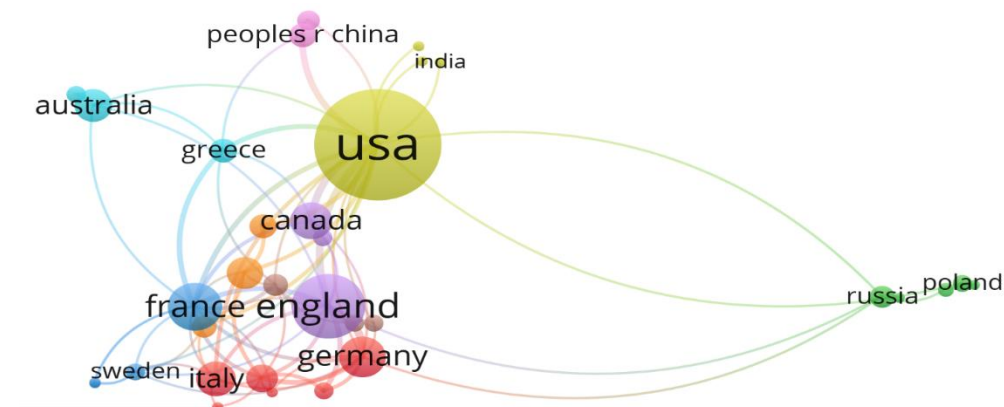 peoples r china
india
australia
usa
greece
canada
russia
poland
france
england
germany
sweden
italy